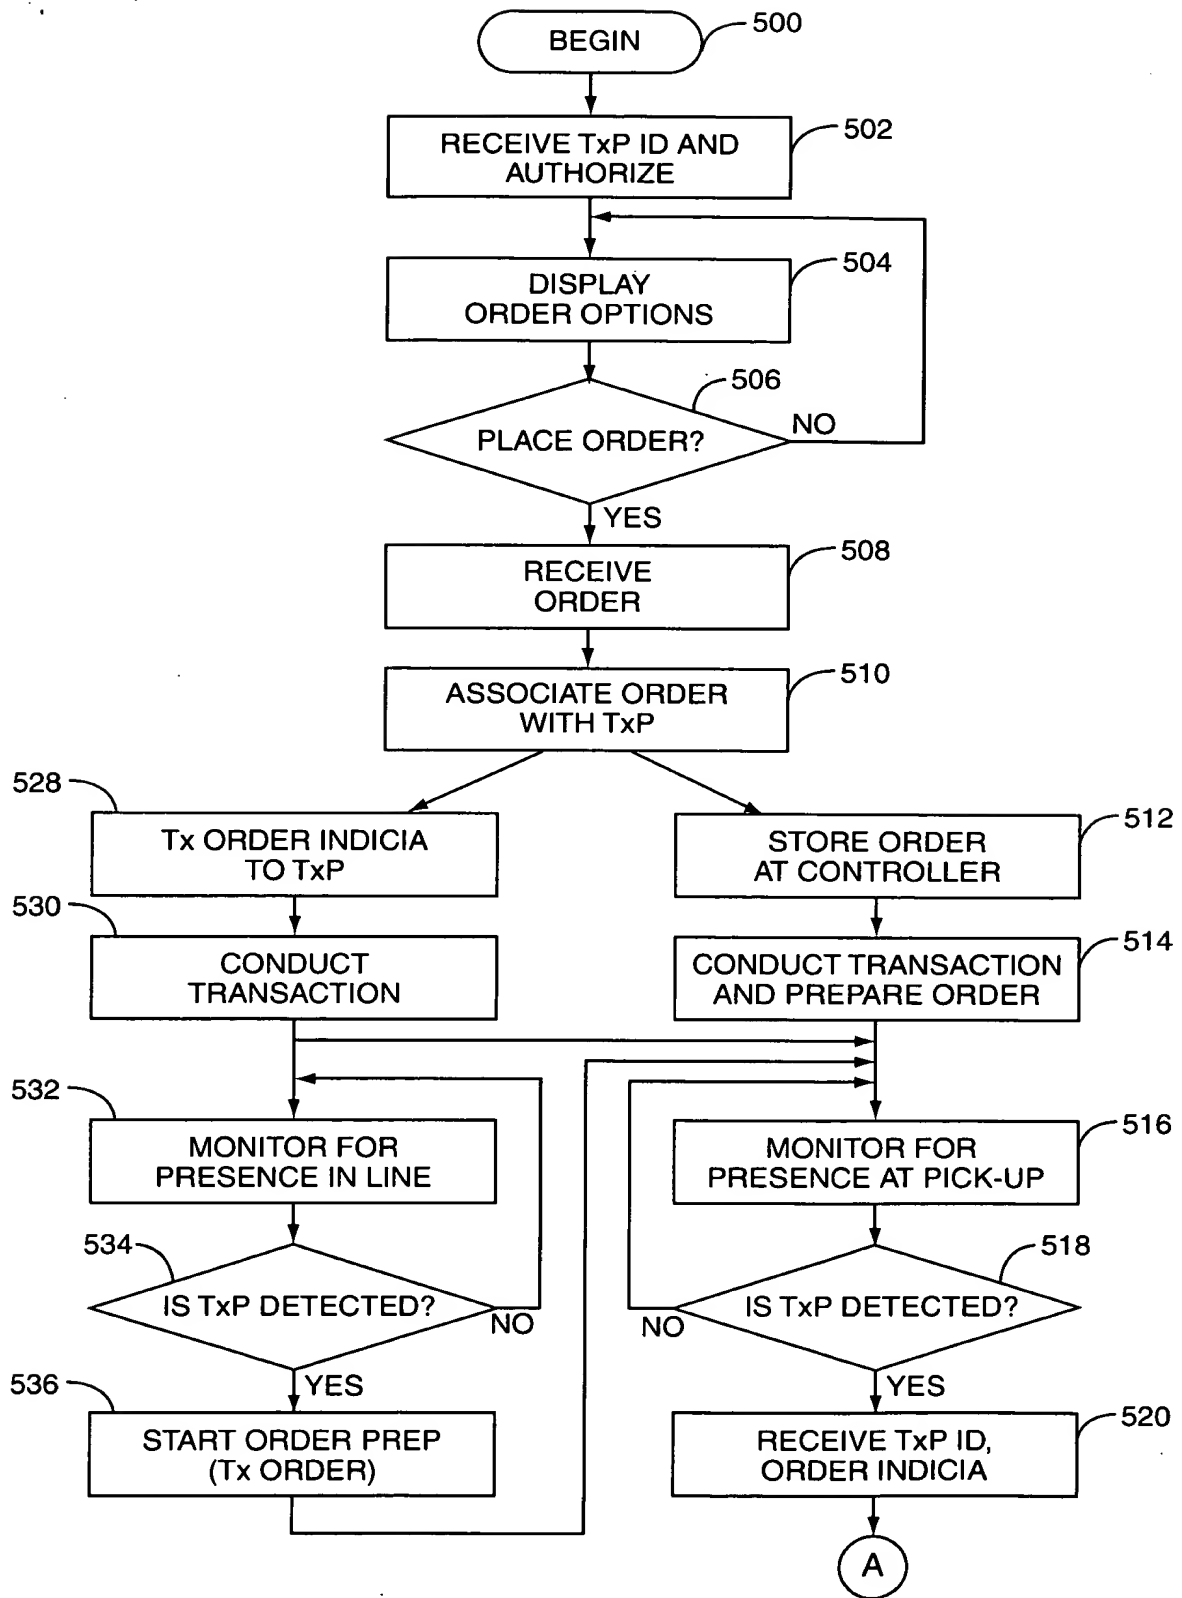 BEGIN
500
RECEIVE TxP ID AND
AUTHORIZE
502
DISPLAY
ORDER OPTIONS
504
PLACE ORDER?
506
NO
YES
RECEIVE
ORDER
508
ASSOCIATE ORDER
WITH TxP
510
528
Tx ORDER INDICIA
TO TxP
STORE ORDER
AT CONTROLLER
512
530
CONDUCT
TRANSACTION
CONDUCT TRANSACTION
AND PREPARE ORDER
514
532
MONITOR FOR
PRESENCE IN LINE
MONITOR FOR
PRESENCE AT PICK-UP
516
534
IS TxP DETECTED?
NO
YES
518
IS TxP DETECTED?
NO
YES
536
START ORDER PREP
(Tx ORDER)
RECEIVE TxP ID,
ORDER INDICIA
520
A